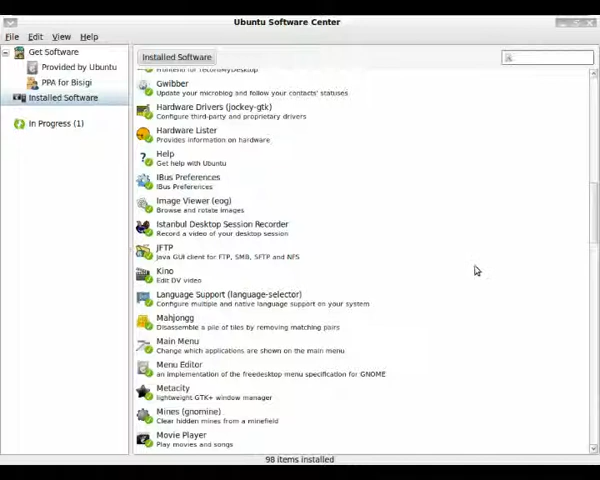 Ubuntu Software Center
File Edit View Help
Get Software
Provided by Ubuntu
PPA for Bisigi
Installed Software
In Progress (1)
Installed Software
Frontend for recordMyDesktop
Gwibber
Update your microblog and follow your contacts' statuses
Hardware Drivers (jockey-gtk)
Configure third-party and proprietary drivers
Hardware Lister
Provides information on hardware
Help
Get help with Ubuntu
IBus Preferences
IBus Preferences
Image Viewer (eog)
Browse and rotate images
Istanbul Desktop Session Recorder
Record a video of your desktop session
JFTP
Java GUI client for FTP, SMB, SFTP and NFS
Kino
Edit DV video
Language Support (language-selector)
Configure multiple and native language support on your system
Mahjongg
Disassemble a pile of tiles by removing matching pairs
Main Menu
Change which applications are shown on the main menu
Menu Editor
an implementation of the freedesktop menu specification for GNOME
Metacity
lightweight GTK+ window manager
Mines (gnomine)
Clear hidden mines from a minefield
Movie Player
Play movies and songs
98 items installed